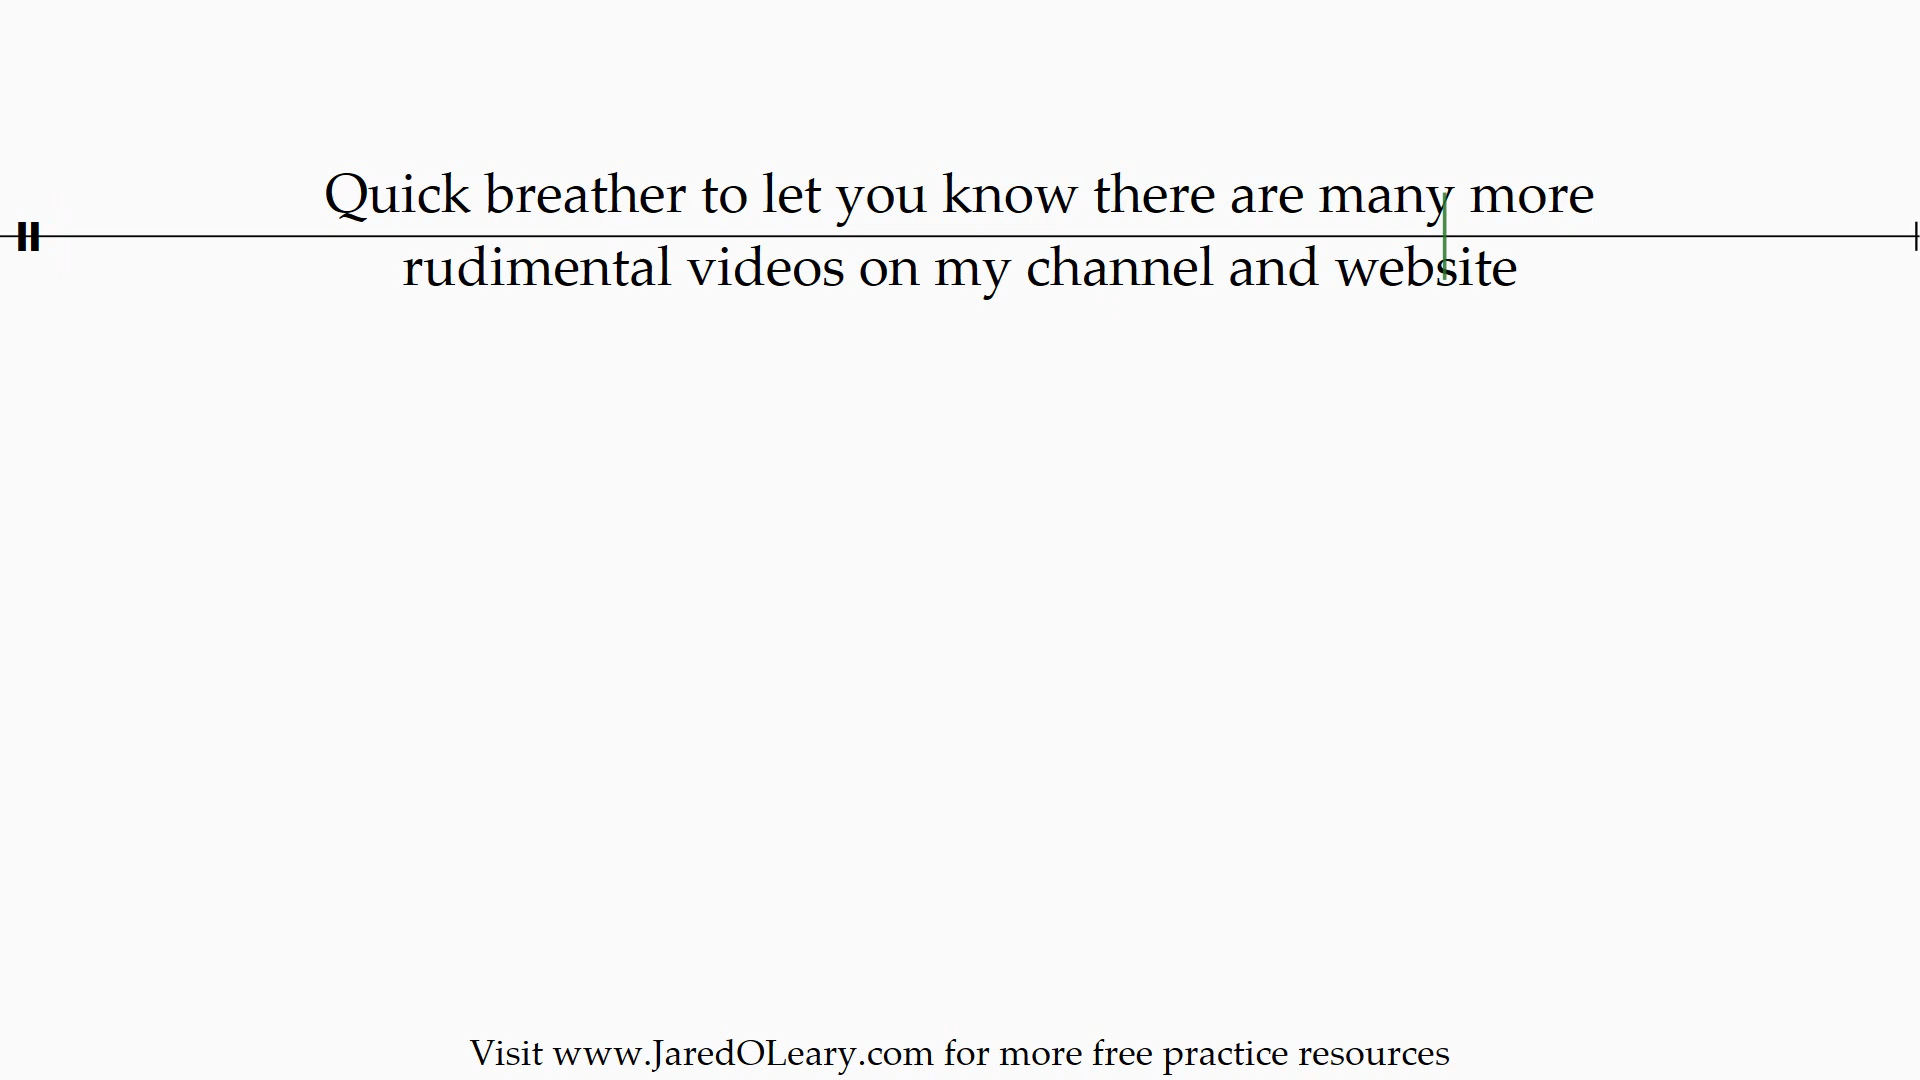 Quick breather to let you know there are many more
rudimental videos on my channel and website
Visit www.JaredOLeary.com for more free practice resources